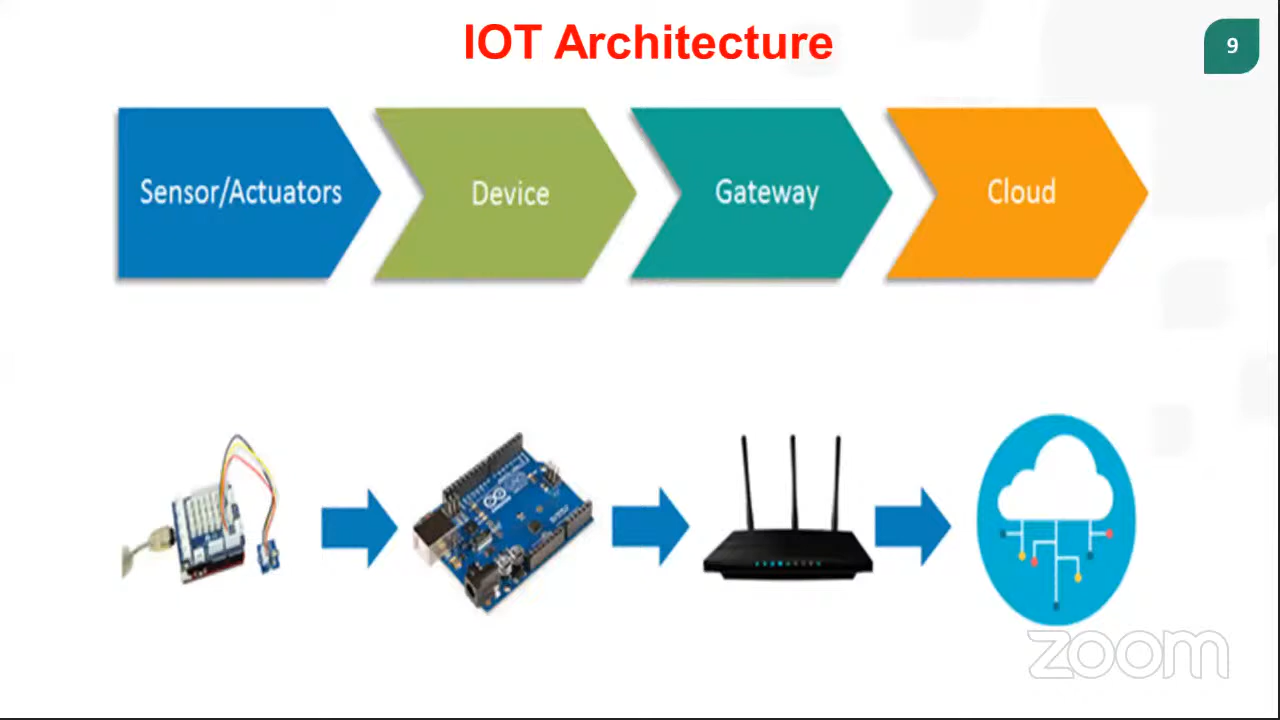 IOT Architecture
9
Sensor/Actuators
Device
Gateway
Cloud
zoom